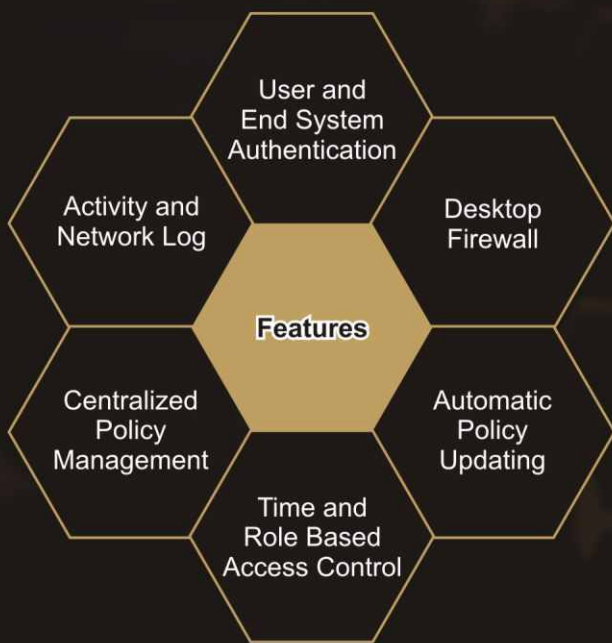 User and
End System
Authentication
Activity and
Network Log
Desktop
Firewall
Features
Centralized
Policy
Management
Automatic
Policy
Updating
Time and
Role Based
Access Control